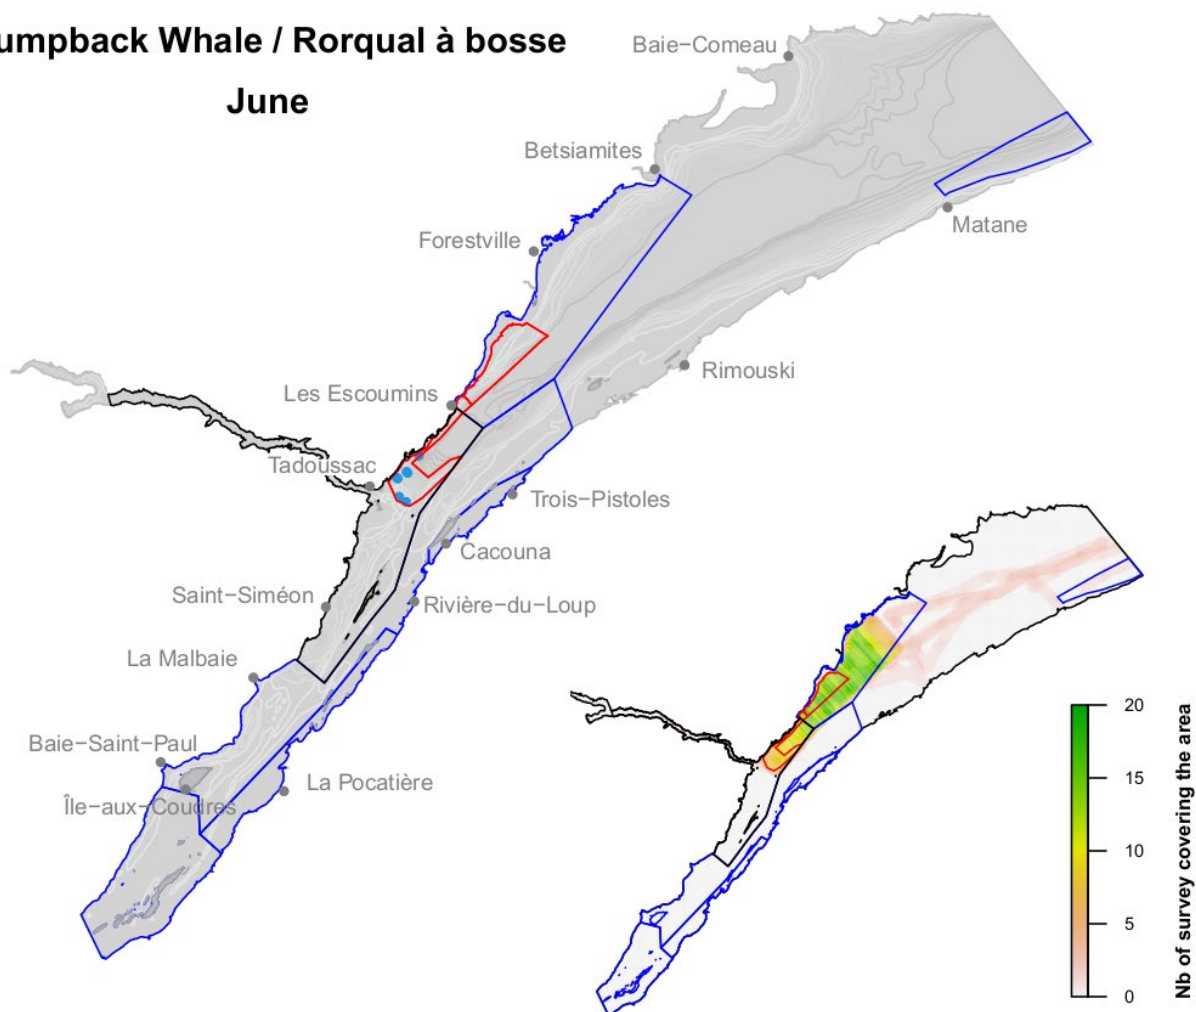 umpback Whale / Rorqual à bosse
June
Baie−Comeau
Betsiamites
Forestville
Matane
Les Escoumins
Rimouski
Tadoussac
Trois−Pistoles
Cacouna
Saint−Siméon
Rivière−du−Loup
La Malbaie
Baie−Saint−Paul
La Pocatière
Île−aux−Coudres
20
15
10
5
0
Nb of survey covering the area